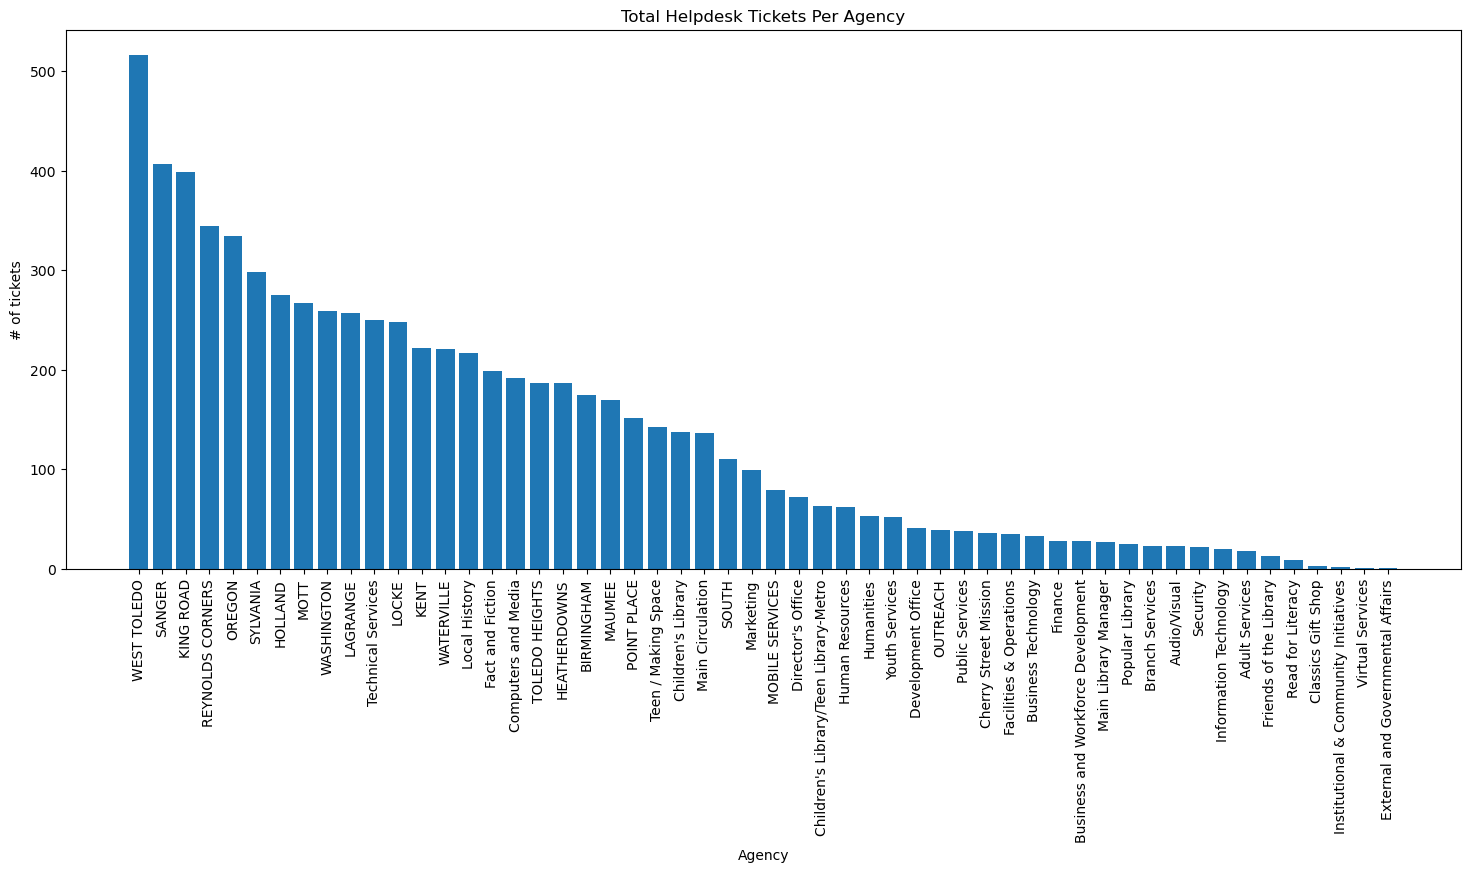 Total Helpdesk Tickets Per Agency
# of tickets
500
400
300
200
100
0
WEST TOLEDO
SANGER
KING ROAD
REYNOLDS CORNERS
OREGON
SYLVANIA
HOLLAND
MOTT
WASHINGTON
LAGRANGE
Technical Services
LOCKE
KENT
WATERVILLE
Local History
Fact and Fiction
Computers and Media
TOLEDO HEIGHTS
HEATHERDOWNS
BIRMINGHAM
MAUMEE
POINT PLACE
Teen / Making Space
Children's Library
Main Circulation
SOUTH
Marketing
MOBILE SERVICES
Director's Office
Children's Library/Teen Library-Metro
Human Resources
Humanities
Youth Services
Development Office
OUTREACH
Public Services
Cherry Street Mission
Facilities & Operations
Business Technology
Finance
Business and Workforce Development
Main Library Manager
Popular Library
Branch Services
Audio/Visual
Security
Information Technology
Adult Services
Friends of the Library
Read for Literacy
Classics Gift Shop
Institutional & Community Initiatives
Virtual Services
External and Governmental Affairs
Agency